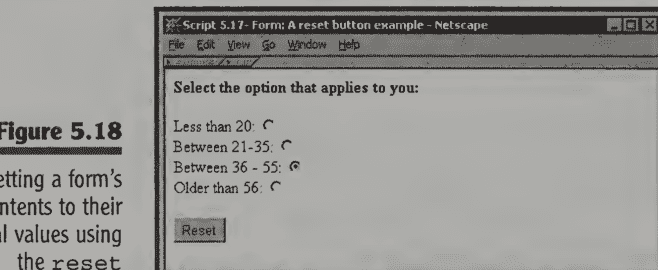 Script 5.17- Form: A reset button example - Netscape
File Edit View Go Window Help
Select the option that applies to you:
Less than 20:
Between 21-35:
Between 36 - 55:
Older than 56:
Reset
Figure 5.18
etting a form's
ntents to their
al values using
the reset